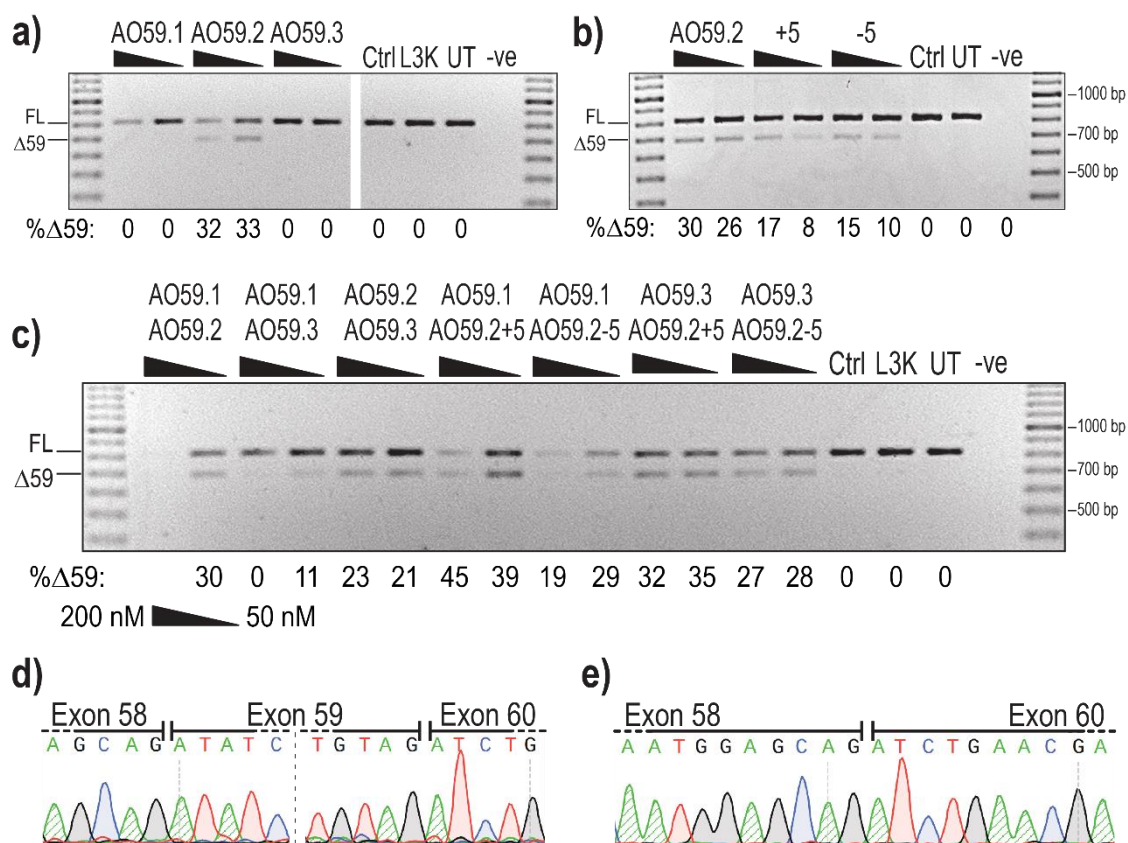 a)
AO59.1 AO59.2 AO59.3
Ctrl L3K UT -ve
FL
Δ59
%Δ59: 0 0 32 33 0 0 0 0 0
b)
AO59.2 +5 -5 Ctrl UT -ve
FL
Δ59
–1000 bp
–700 bp
–500 bp
%Δ59: 30 26 17 8 15 10 0 0 0
c)
AO59.1 AO59.1 AO59.2 AO59.1 AO59.1 AO59.3 AO59.3
AO59.2 AO59.3 AO59.3 AO59.2+5 AO59.2-5 AO59.2+5 AO59.2-5
Ctrl L3K UT -ve
FL
Δ59
–1000 bp
–700 bp
–500 bp
%Δ59: 30 0 11 23 21 45 39 19 29 32 35 27 28 0 0 0
200 nM 50 nM
d)
Exon 58 Exon 59 Exon 60
A G C A G A T A T C T G T A G A T C T G
e)
Exon 58 Exon 60
A A T G G A G C A G A T C T G A A C G A